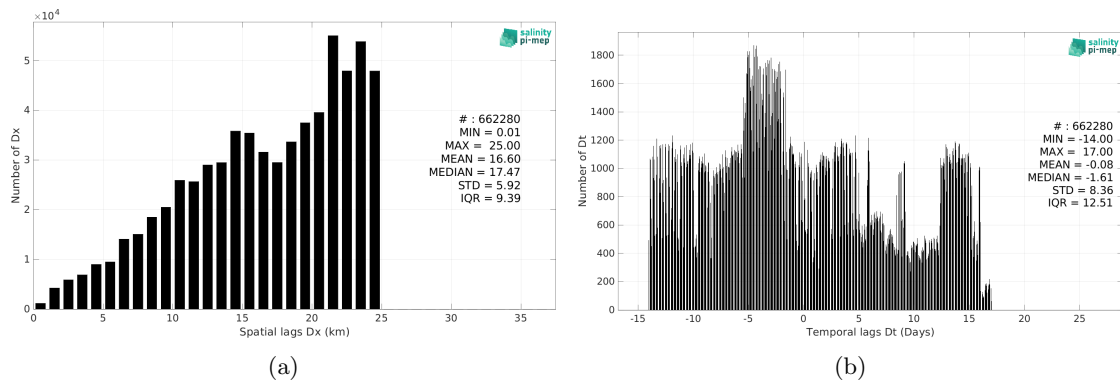 ×10⁴
5
4
3
2
1
0
Number of Dx
0 5 10 15 20 25 30 35
Spatial lags Dx (km)
salinity
pi-mep
# : 662280
MIN = 0.01
MAX = 25.00
MEAN = 16.60
MEDIAN = 17.47
STD = 5.92
IQR = 9.39
(a)
1800
1600
1400
1200
1000
800
600
400
200
0
Number of Dt
-15 -10 -5 0 5 10 15 20 25
Temporal lags Dt (Days)
salinity
pi-mep
# : 662280
MIN = -14.00
MAX = 17.00
MEAN = -0.08
MEDIAN = -1.61
STD = 8.36
IQR = 12.51
(b)